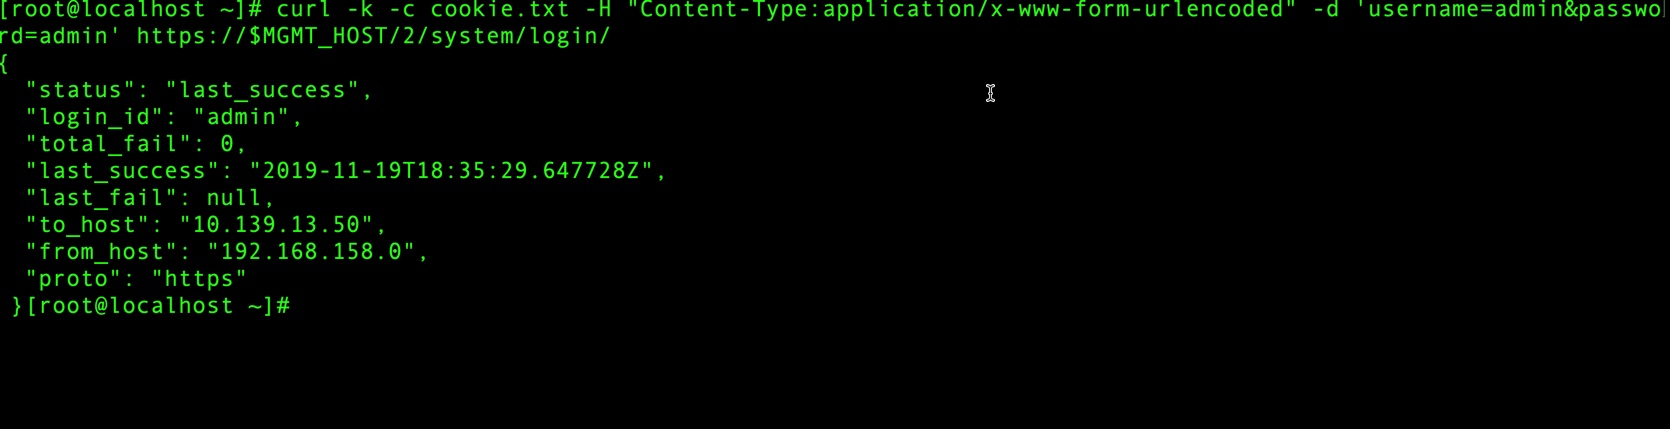 [root@localhost ~]# curl -k -c cookie.txt -H "Content-Type:application/x-www-form-urlencoded" -d 'username=admin&passwo
rd=admin' https://$MGMT_HOST/2/system/login/
{
  "status": "last_success",
  "login_id": "admin",
  "total_fail": 0,
  "last_success": "2019-11-19T18:35:29.647728Z",
  "last_fail": null,
  "to_host": "10.139.13.50",
  "from_host": "192.168.158.0",
  "proto": "https"
 }[root@localhost ~]#